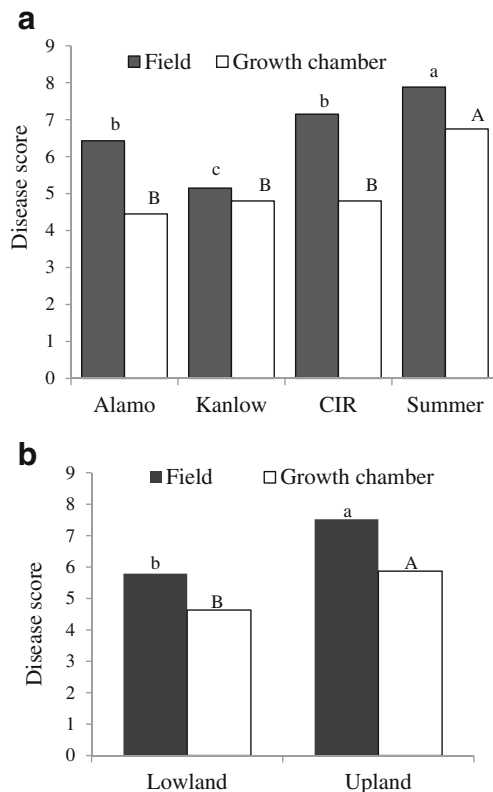 a
9
8
7
6
5
4
3
2
1
0
Disease score
Field Growth chamber
b B c B b B a A
Alamo Kanlow CIR Summer
b
9
8
7
6
5
4
3
2
1
0
Disease score
Field Growth chamber
b B a A
Lowland Upland